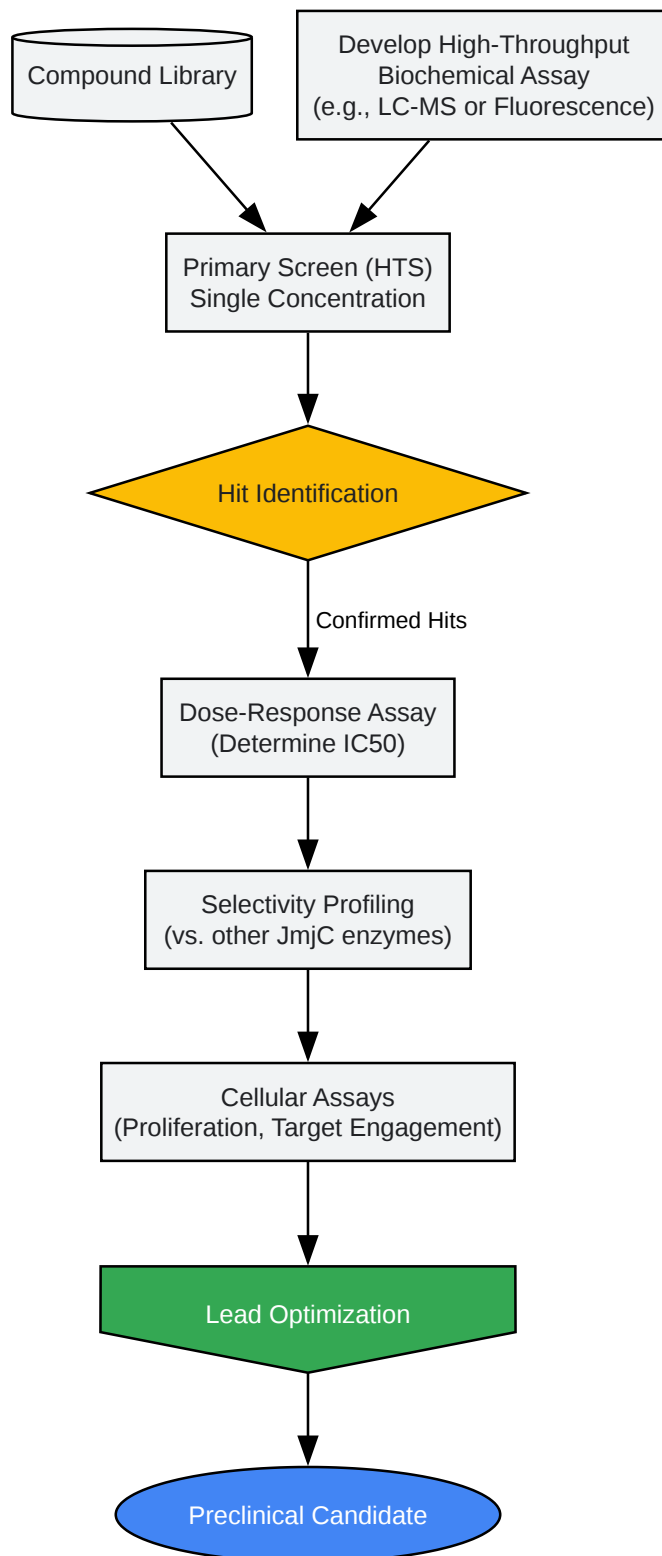 Compound Library
Develop High-Throughput
Biochemical Assay
(e.g., LC-MS or Fluorescence)
Primary Screen (HTS)
Single Concentration
Hit Identification
Confirmed Hits
Dose-Response Assay
(Determine IC50)
Selectivity Profiling
(vs. other JmjC enzymes)
Cellular Assays
(Proliferation, Target Engagement)
Lead Optimization
Preclinical Candidate